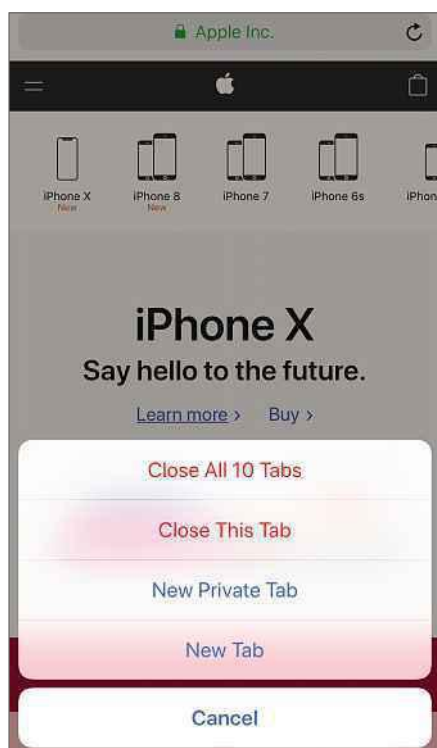 Apple Inc.
iPhone X
New
iPhone 8
New
iPhone 7
iPhone 6s
iPhon
iPhone X
Say hello to the future.
Learn more > Buy >
Close All 10 Tabs
Close This Tab
New Private Tab
New Tab
Cancel